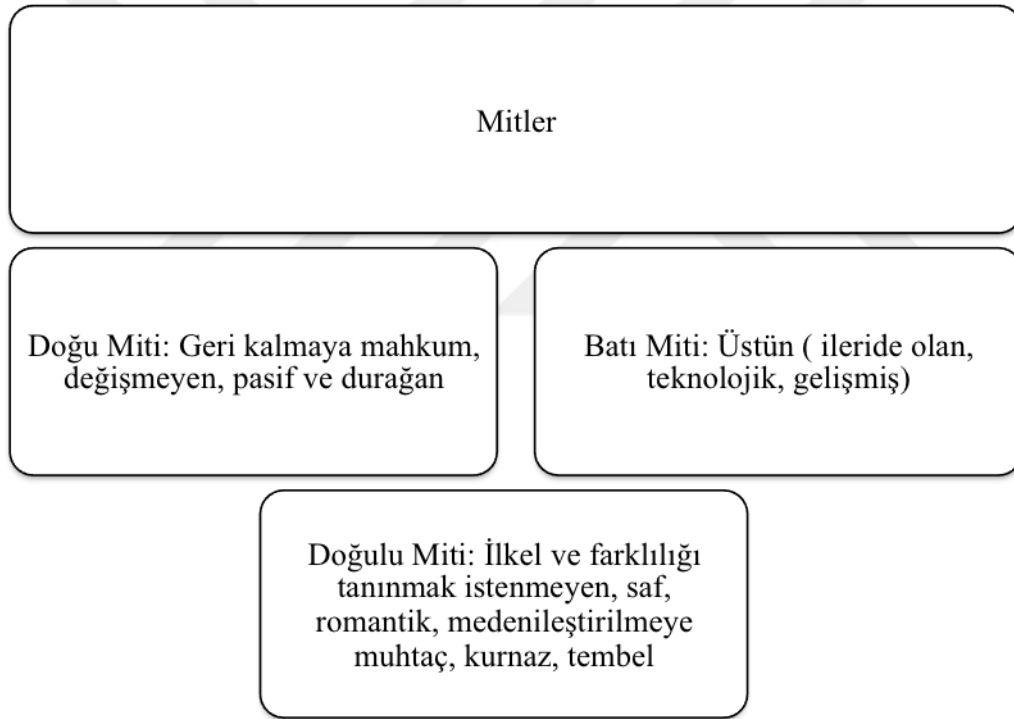 Mitler
Doğu Miti: Geri kalmaya mahkum,
değişmeyen, pasif ve durağan
Batı Miti: Üstün ( ileride olan,
teknolojik, gelişmiş)
Doğulu Miti: İlkel ve farklılığı
tanınmak istenmeyen, saf,
romantik, medenileştirilmeye
muhtaç, kurnaz, tembel